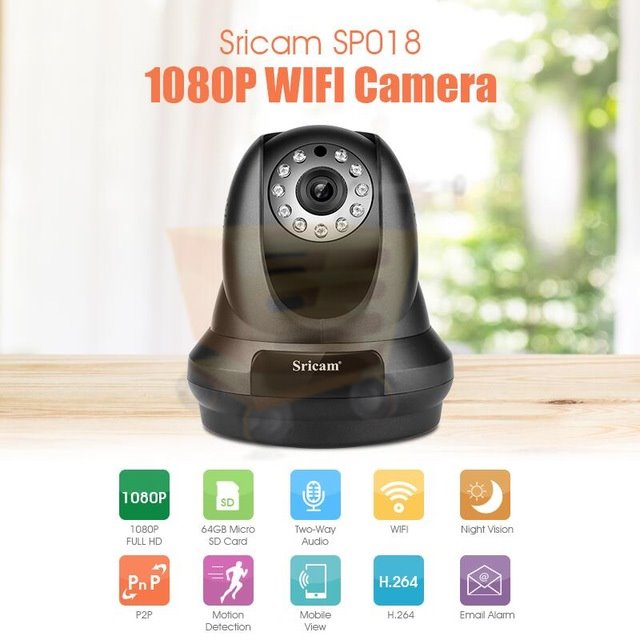 Sricam SP018
1080P WIFI Camera
Sricam®
1080P
SD
1080P
FULL HD
64GB Micro
SD Card
Two-Way
Audio
WIFI
Night Vision
PnP
H.264
P2P
Motion
Detection
Mobile
View
H.264
Email Alarm